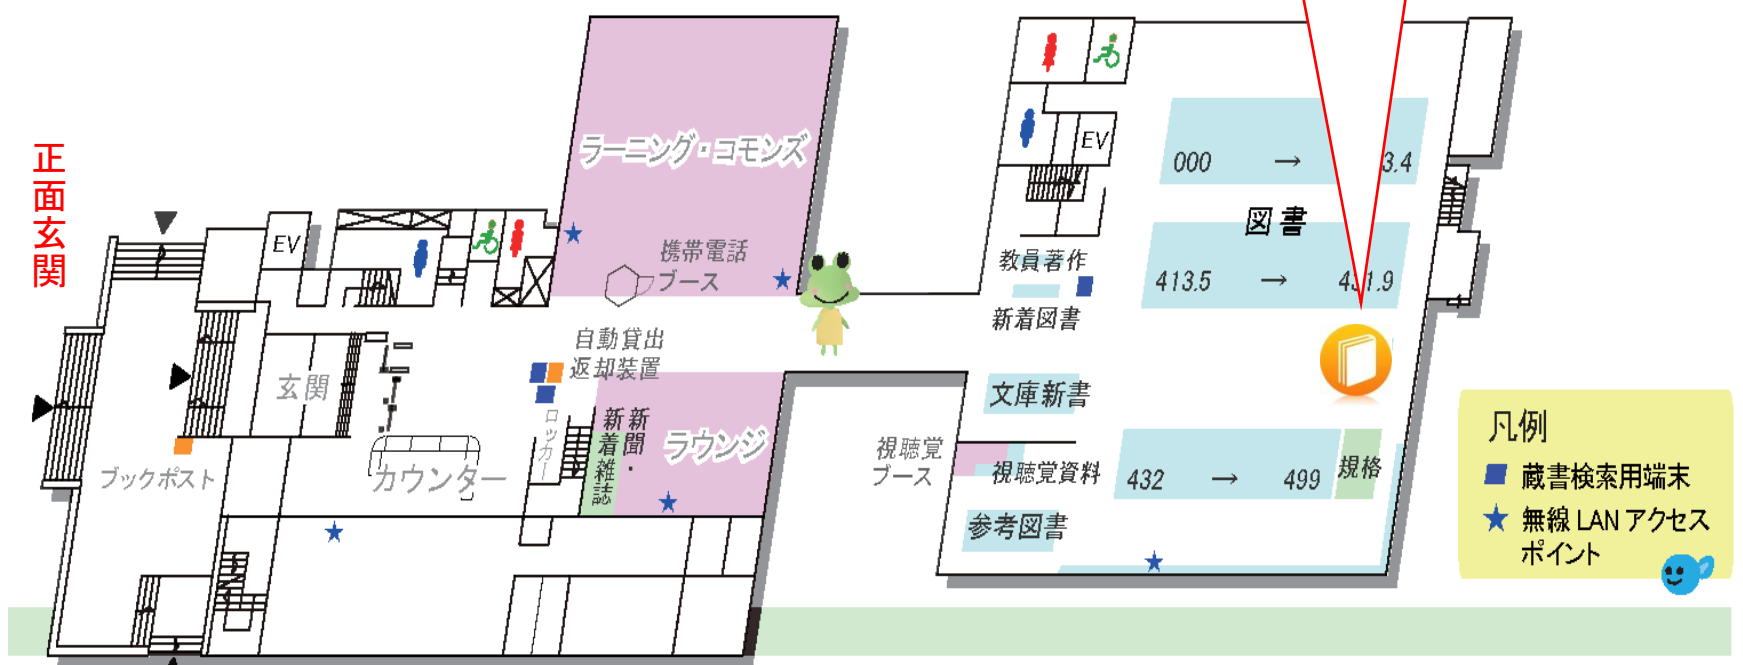 正面玄関
ラーニング・コモンズ
携帯電話
ブース
EV
自動貸出
返却装置
玄関
ロッカー
新聞・
新着雑誌
ラウンジ
カウンター
ブックポスト
EV
000 → 3.4
図書
413.5 → 431.9
教員著作
新着図書
文庫新書
視聴覚
ブース
視聴覚資料
432 → 499
規格
参考図書
凡例
蔵書検索用端末
無線 LAN アクセス
ポイント